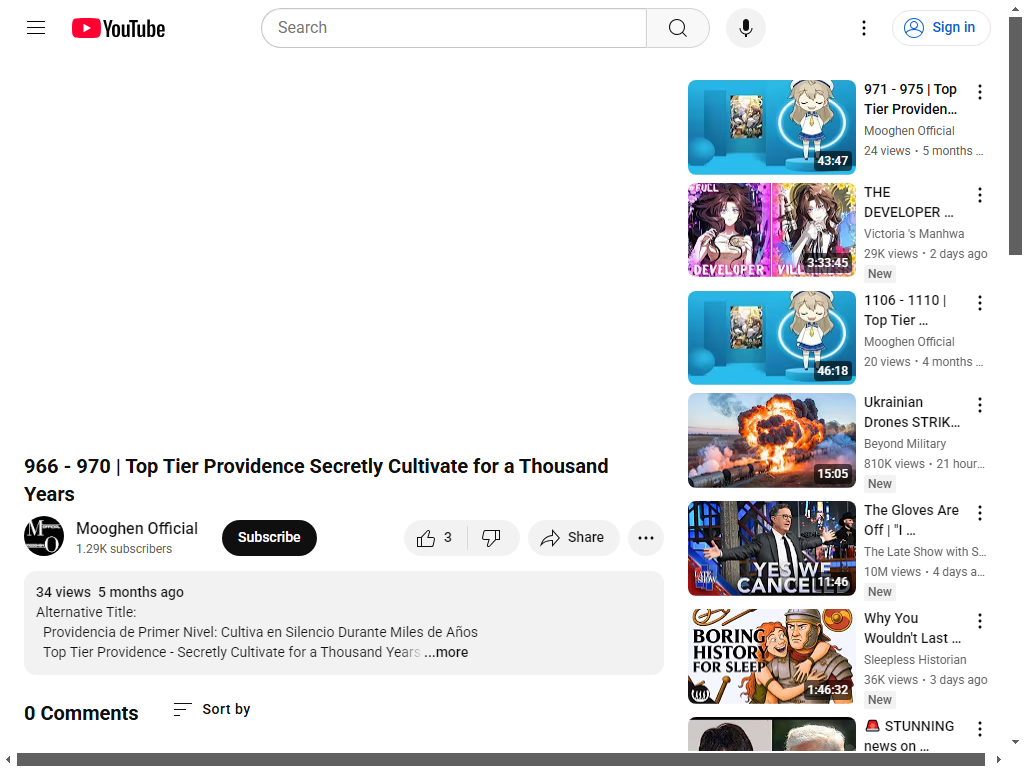 YouTube
Search
Sign in
966 - 970 | Top Tier Providence Secretly Cultivate for a Thousand
Years
Mooghen Official
1.29K subscribers
Subscribe
3
Share
34 views 5 months ago
Alternative Title:
Providencia de Primer Nivel: Cultiva en Silencio Durante Miles de Años
Top Tier Providence - Secretly Cultivate for a Thousand Years ...more
0 Comments
Sort by
43:47
971 - 975 | Top
Tier Providen...
Mooghen Official
24 views • 5 months ...
FULL
DEVELOPER
3:33:45
THE
DEVELOPER ...
Victoria 's Manhwa
29K views • 2 days ago
New
46:18
1106 - 1110 |
Top Tier ...
Mooghen Official
20 views • 4 months ...
15:05
Ukrainian
Drones STRIK...
Beyond Military
810K views • 21 hour...
New
YES WE
CANCELLED
11:46
The Gloves Are
Off | "I ...
The Late Show with S...
10M views • 4 days a...
New
BORING
HISTORY
FOR SLEEP
1:46:32
Why You
Wouldn't Last ...
Sleepless Historian
36K views • 3 days ago
New
🚨 STUNNING
news on ...